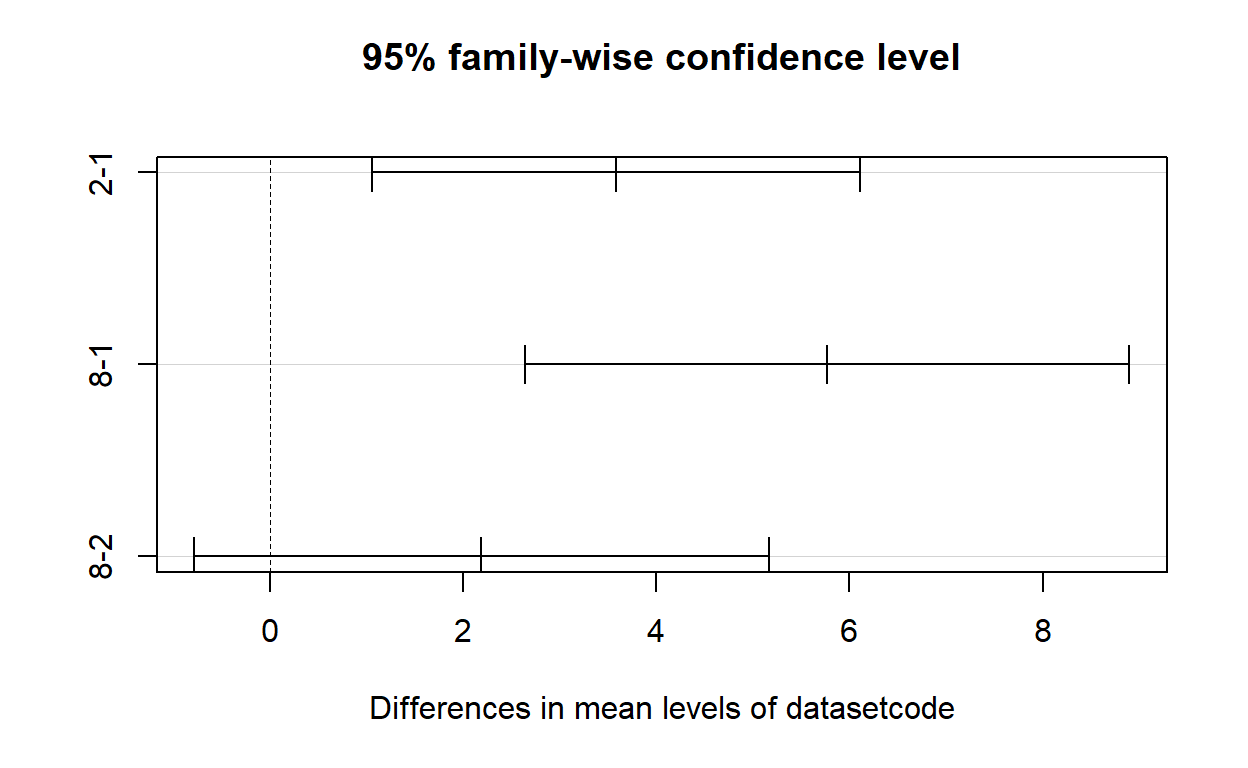 95% family-wise confidence level
2-1
8-1
8-2
0 2 4 6 8
Differences in mean levels of datasetcode